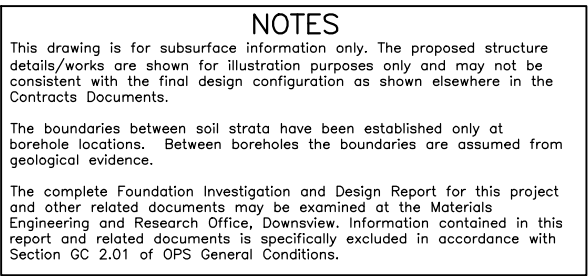 NOTES
This drawing is for subsurface information only. The proposed structure
details/works are shown for illustration purposes only and may not be
consistent with the final design configuration as shown elsewhere in the
Contracts Documents.
The boundaries between soil strata have been established only at
borehole locations. Between boreholes the boundaries are assumed from
geological evidence.
The complete Foundation Investigation and Design Report for this project
and other related documents may be examined at the Materials
Engineering and Research Office, Downsview. Information contained in this
report and related documents is specifically excluded in accordance with
Section GC 2.01 of OPS General Conditions.